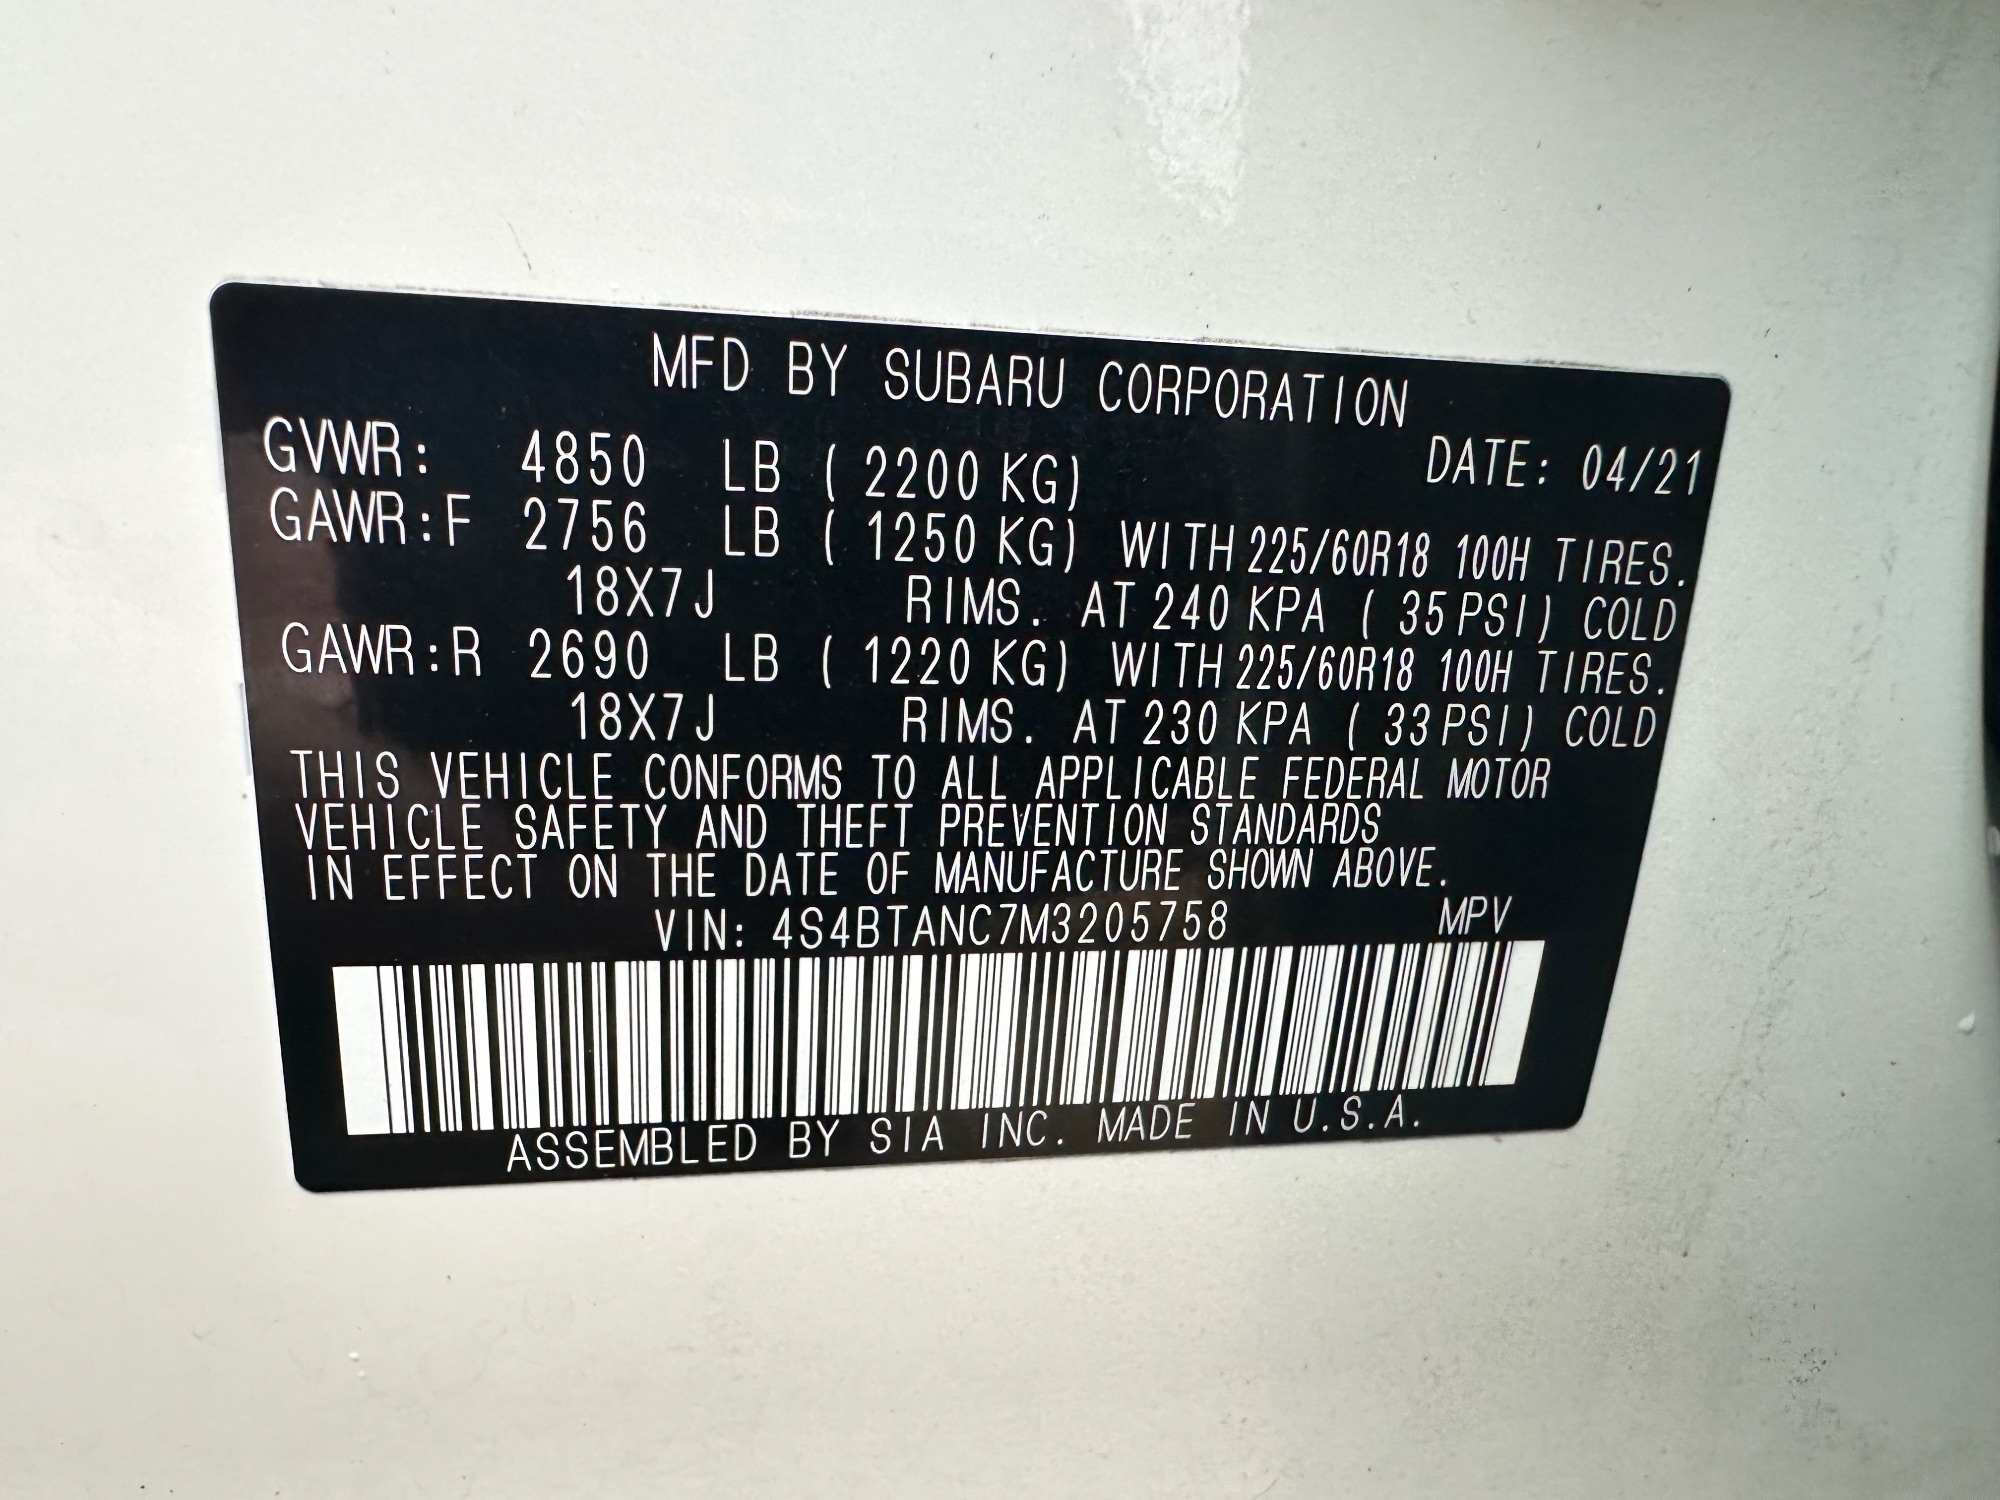 MFD BY SUBARU CORPORATION
GVWR: 4850 LB ( 2200 KG) DATE: 04/21
GAWR:F 2756 LB ( 1250 KG) WITH 225/60R18 100H TIRES.
18X7J RIMS. AT 240 KPA ( 35 PSI) COLD
GAWR:R 2690 LB ( 1220 KG) WITH 225/60R18 100H TIRES.
18X7J RIMS. AT 230 KPA ( 33 PSI) COLD
THIS VEHICLE CONFORMS TO ALL APPLICABLE FEDERAL MOTOR
VEHICLE SAFETY AND THEFT PREVENTION STANDARDS
IN EFFECT ON THE DATE OF MANUFACTURE SHOWN ABOVE.
VIN: 4S4BTANC7M3205758 MPV
ASSEMBLED BY SIA INC. MADE IN U.S.A.